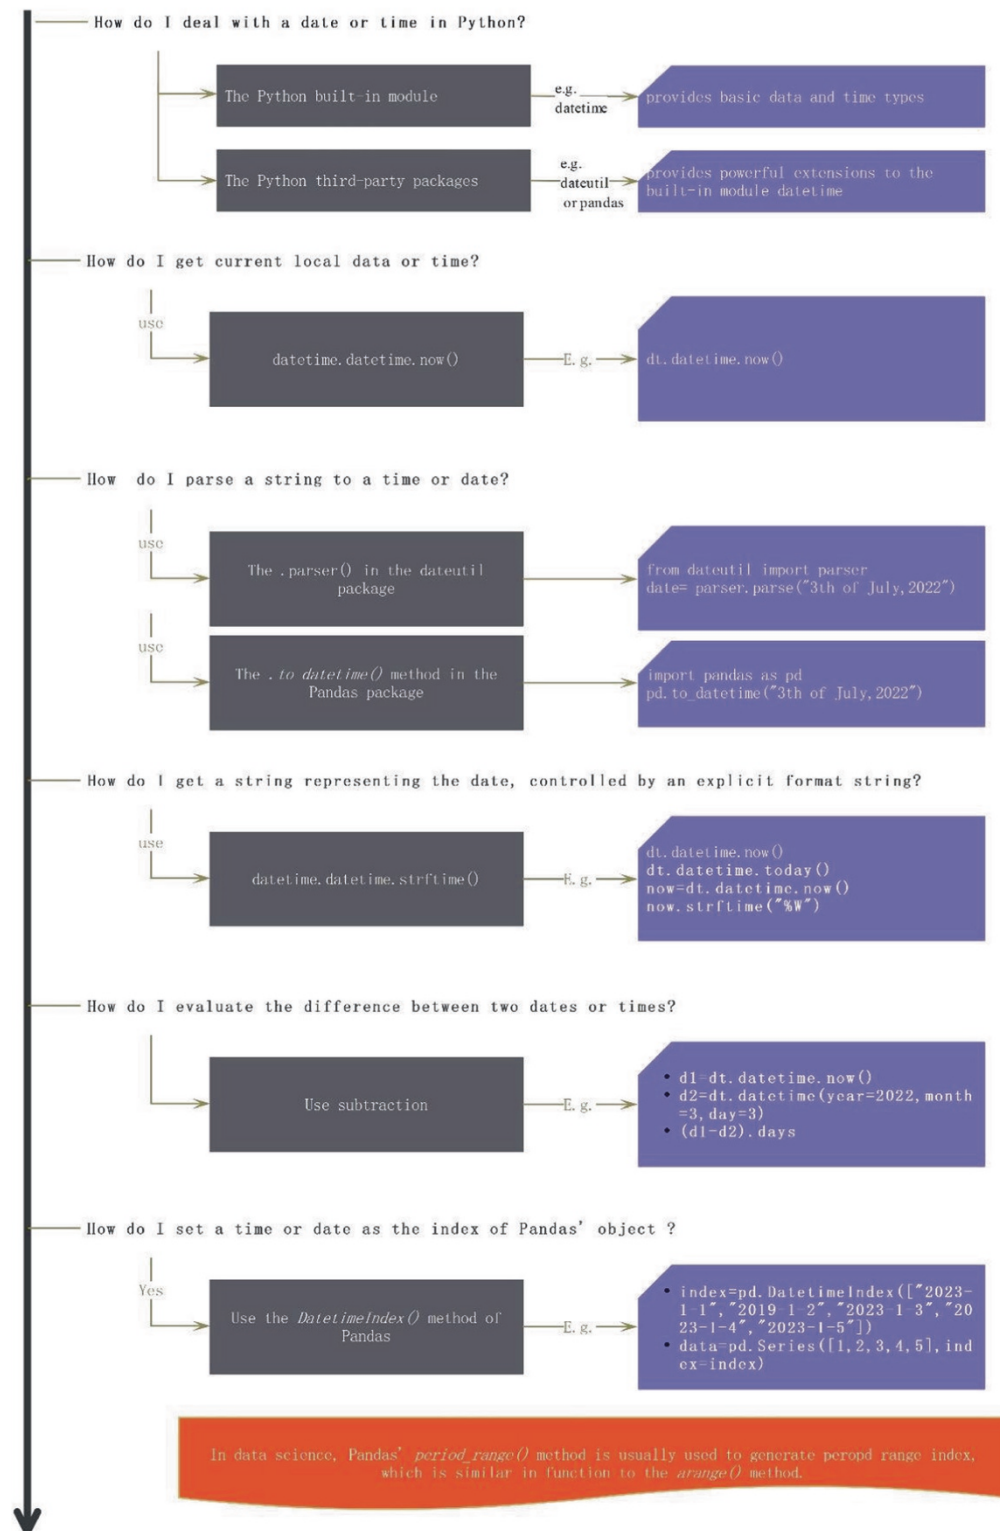 How do I deal with a date or time in Python?
The Python built-in module
e.g.
datetime
provides basic data and time types
The Python third-party packages
e.g.
dateutil
or pandas
provides powerful extensions to the
built-in module datetime
How do I get current local data or time?
use
datetime.datetime.now()
E.g.
dt.datetime.now()
How do I parse a string to a time or date?
use
The .parser() in the dateutil
package
from dateutil import parser
date= parser.parse("3th of July,2022")
use
The .to datetime() method in the
Pandas package
import pandas as pd
pd.to_datetime("3th of July,2022")
How do I get a string representing the date, controlled by an explicit format string?
use
datetime.datetime.strftime()
E.g.
dt.datetime.now()
dt.datetime.today()
now=dt.datetime.now()
now.strftime("%W")
How do I evaluate the difference between two dates or times?
Use subtraction
E.g.
• d1=dt.datetime.now()
• d2=dt.datetime(year=2022,month
=3,day=3)
• (d1-d2).days
How do I set a time or date as the index of Pandas' object ?
Yes
Use the DatetimeIndex() method of
Pandas
E.g.
• index=pd.DatetimeIndex(["2023-
1-1","2019-1-2","2023-1-3","20
23-1-4","2023-1-5"])
• data=pd.Series([1,2,3,4,5],ind
ex=index)
In data science, Pandas' period_range() method is usually used to generate peropd range index,
which is similar in function to the arange() method.